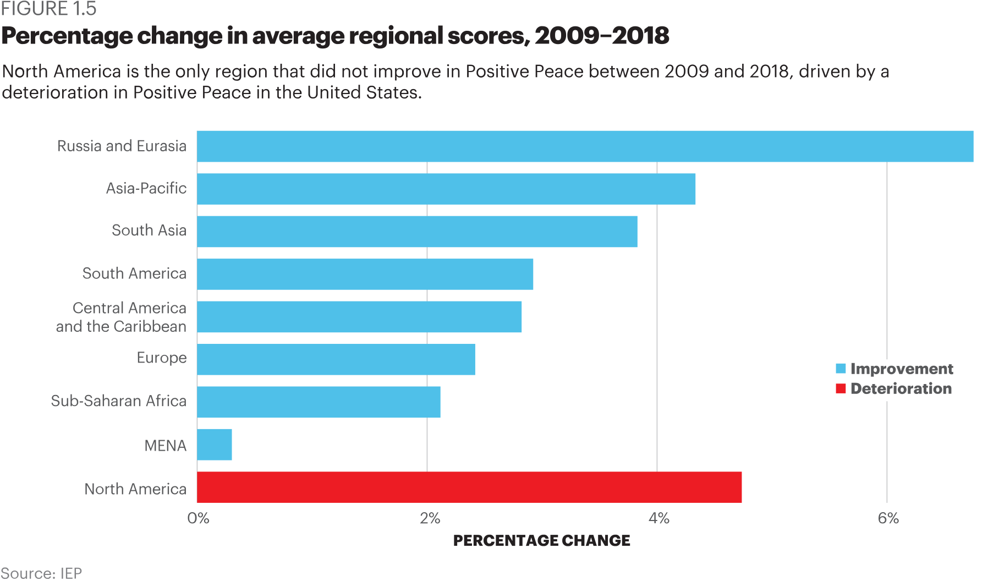 FIGURE 1.5
Percentage change in average regional scores, 2009–2018
North America is the only region that did not improve in Positive Peace between 2009 and 2018, driven by a
deterioration in Positive Peace in the United States.
Russia and Eurasia
Asia-Pacific
South Asia
South America
Central America
and the Caribbean
Europe
Sub-Saharan Africa
MENA
North America
Improvement
Deterioration
0% 2% 4% 6%
PERCENTAGE CHANGE
Source: IEP